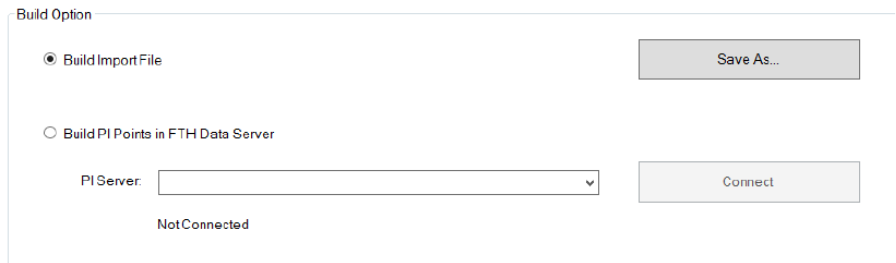 Build Option
Build Import File
Save As...
Build PI Points in FTH Data Server
PI Server:
Connect
Not Connected